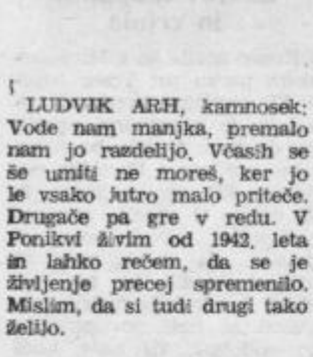 LUDVIK ARH, kamnosek:
Vode nam manjka, premalo
nam jo razdelijo. Včasih se
še umiti ne moreš, ker jo
le vsako jutro malo priteče.
Drugače pa gre v redu. V
Ponikvi živim od 1942. leta
in lahko rečem, da se je
življenje precej spremenilo.
Mislim, da si tudi drugi tako
želijo.